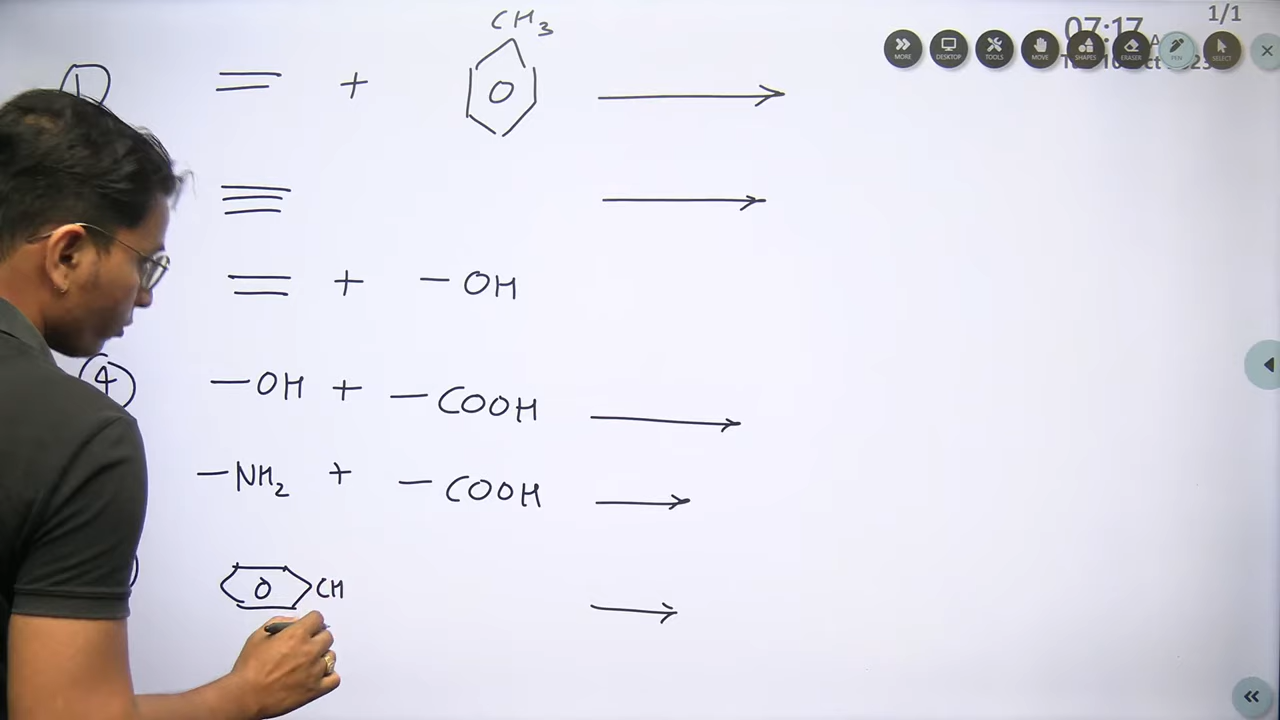 CH3
1/1
07:17
MORE DESKTOP TOOLS MOVE SHAPES ERASER PEN SELECT
① + O
+ -OH
④ -OH + -COOH
-NH2 + -COOH
O CH